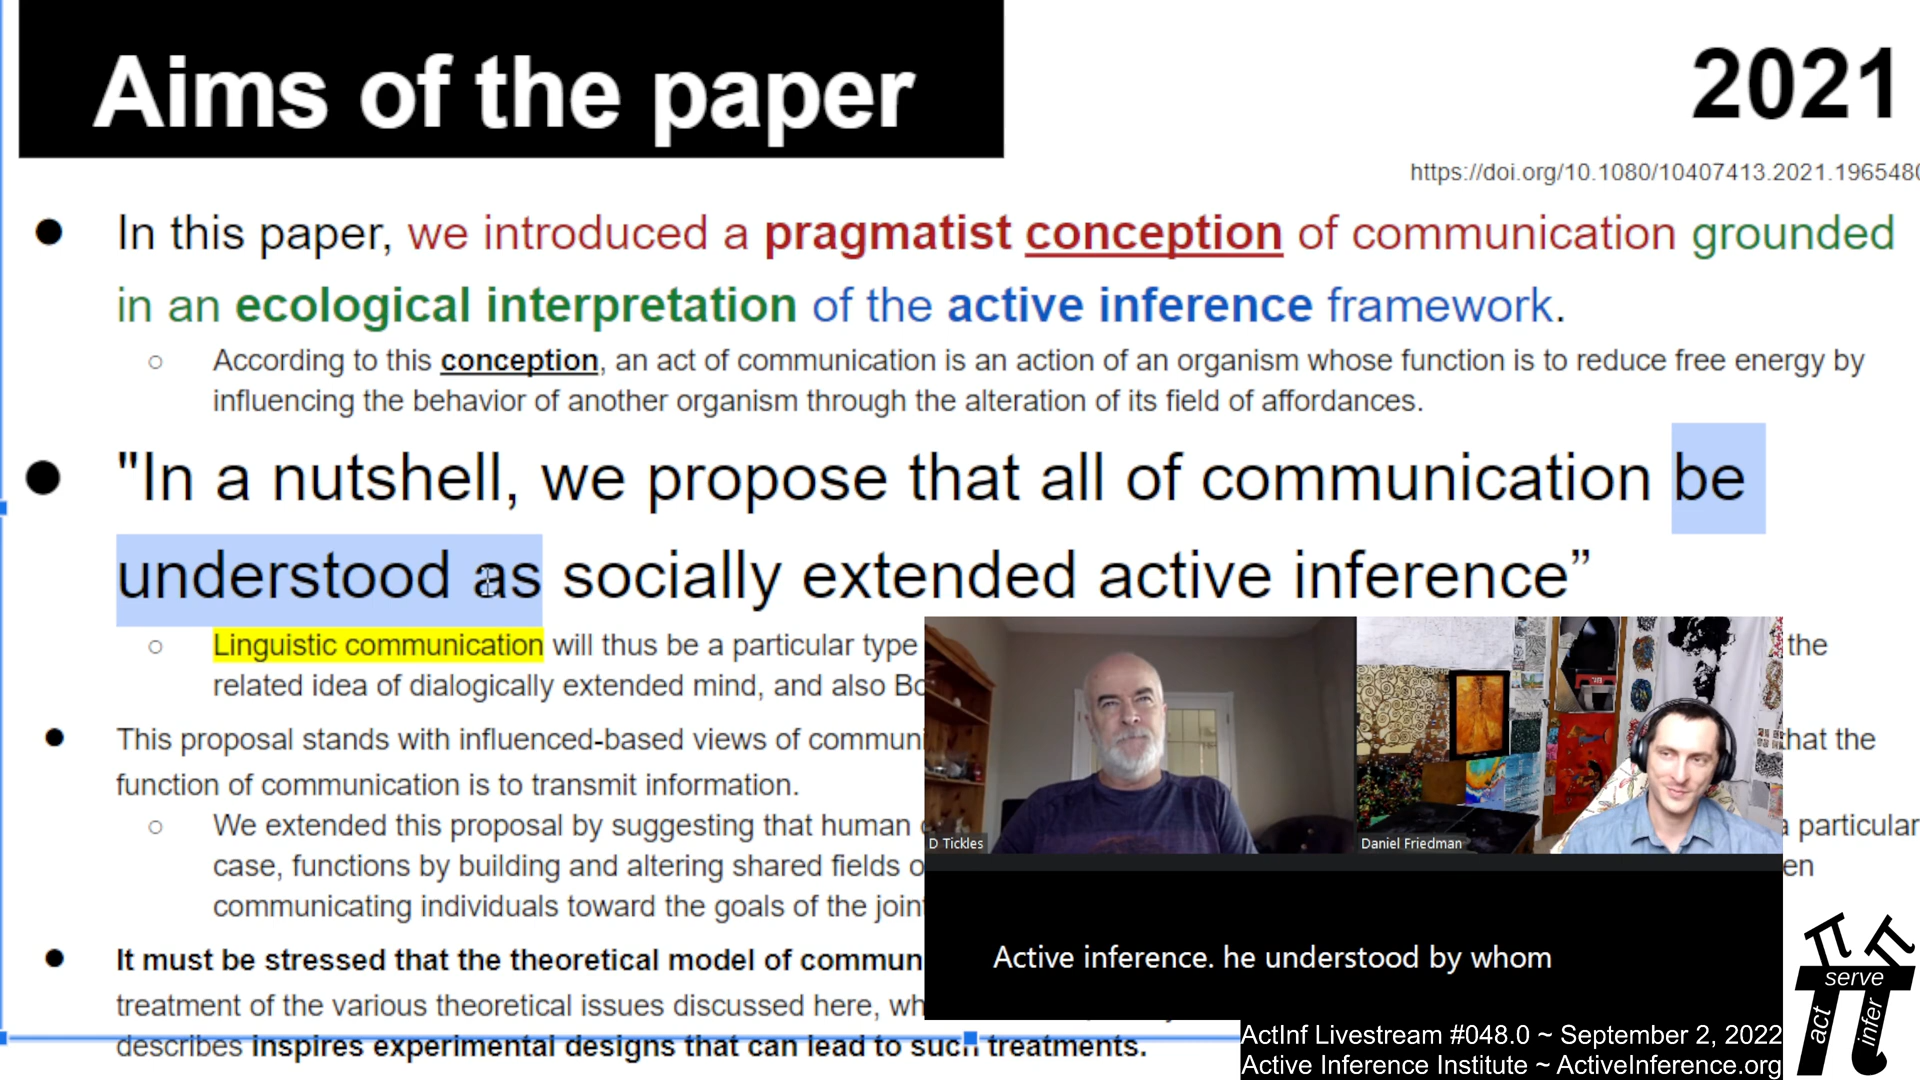 Aims of the paper
2021
https://doi.org/10.1080/10407413.2021.1965480
● In this paper, we introduced a pragmatist conception of communication grounded
in an ecological interpretation of the active inference framework.
○ According to this conception, an act of communication is an action of an organism whose function is to reduce free energy by
influencing the behavior of another organism through the alteration of its field of affordances.
● "In a nutshell, we propose that all of communication be
understood as socially extended active inference”
○ Linguistic communication will thus be a particular type the
related idea of dialogically extended mind, and also
● This proposal stands with influenced-based views of that the
function of communication is to transmit information.
○ We extended this proposal by suggesting that human a particular
case, functions by building and altering shared fields
communicating individuals toward the goals of the
● It must be stressed that the theoretical model of
treatment of the various theoretical issues discussed here,
describes inspires experimental designs that can lead to such treatments.
D Tickles
Daniel Friedman
Active inference. he understood by whom
ActInf Livestream #048.0 ~ September 2, 2022
Active Inference Institute ~ ActiveInference.org
serve
act
infer